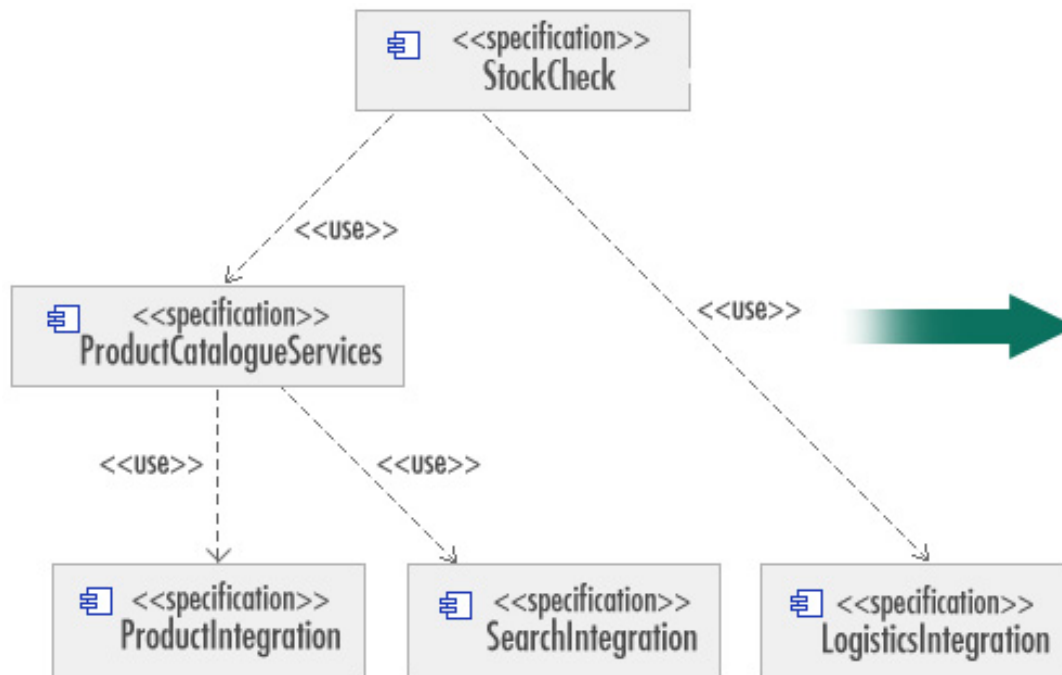 <<specification>>
StockCheck
<<use>>
<<specification>>
ProductCatalogueServices
<<use>>
<<use>>
<<use>>
<<specification>>
ProductIntegration
<<specification>>
SearchIntegration
<<specification>>
LogisticsIntegration